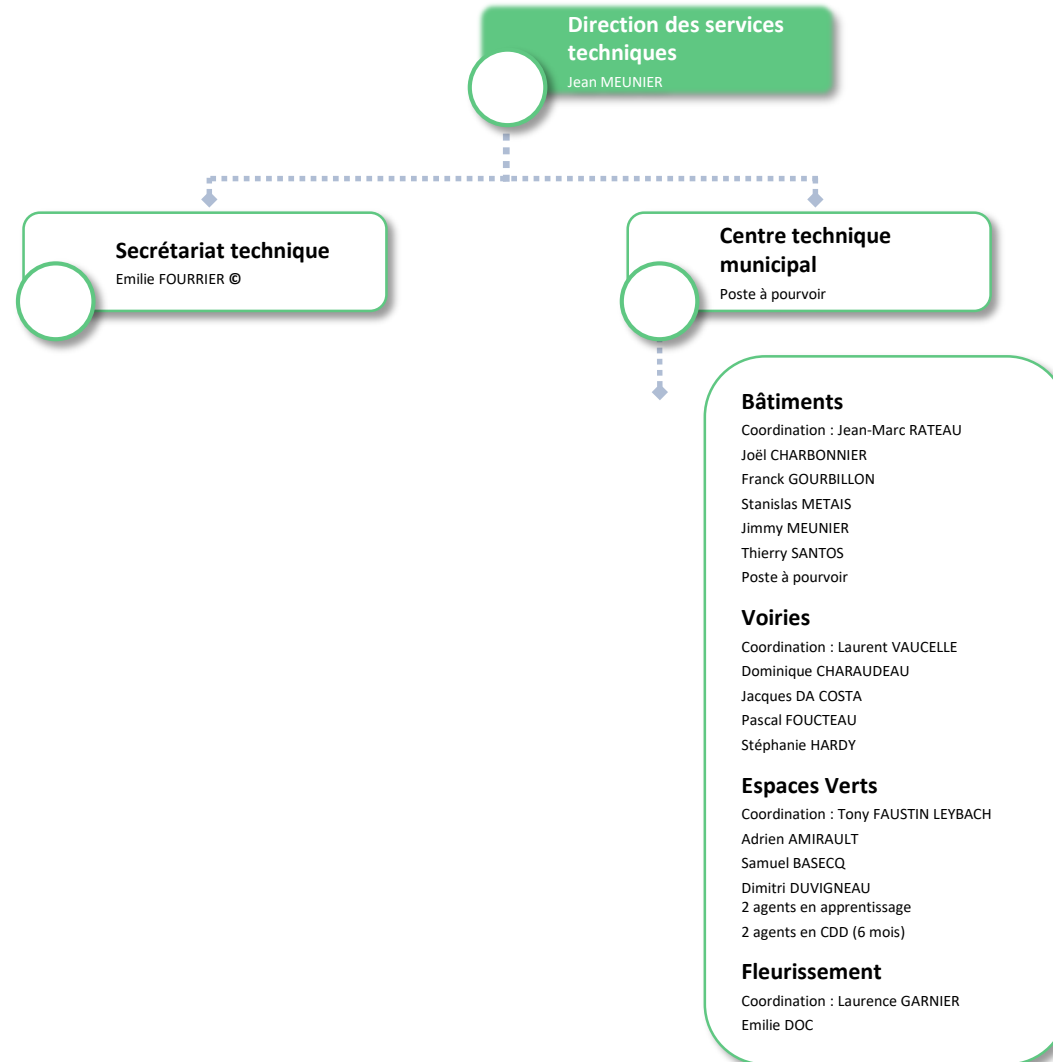 Direction des services
techniques
Jean MEUNIER
Secrétariat technique
Emilie FOURRIER ©
Centre technique
municipal
Poste à pourvoir
Bâtiments
Coordination : Jean-Marc RATEAU
Joël CHARBONNIER
Franck GOURBILLON
Stanislas METAIS
Jimmy MEUNIER
Thierry SANTOS
Poste à pourvoir
Voiries
Coordination : Laurent VAUCELLE
Dominique CHARAUDEAU
Jacques DA COSTA
Pascal FOUCTEAU
Stéphanie HARDY
Espaces Verts
Coordination : Tony FAUSTIN LEYBACH
Adrien AMIRAULT
Samuel BASECQ
Dimitri DUVIGNEAU
2 agents en apprentissage
2 agents en CDD (6 mois)
Fleurissement
Coordination : Laurence GARNIER
Emilie DOC